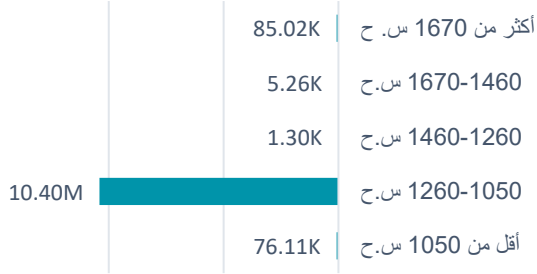 أكثر من 1670 س. ح 85.02K
1670-1460 س.ح 5.26K
1460-1260 س.ح 1.30K
1260-1050 س.ح 10.40M
أقل من 1050 س.ح 76.11K